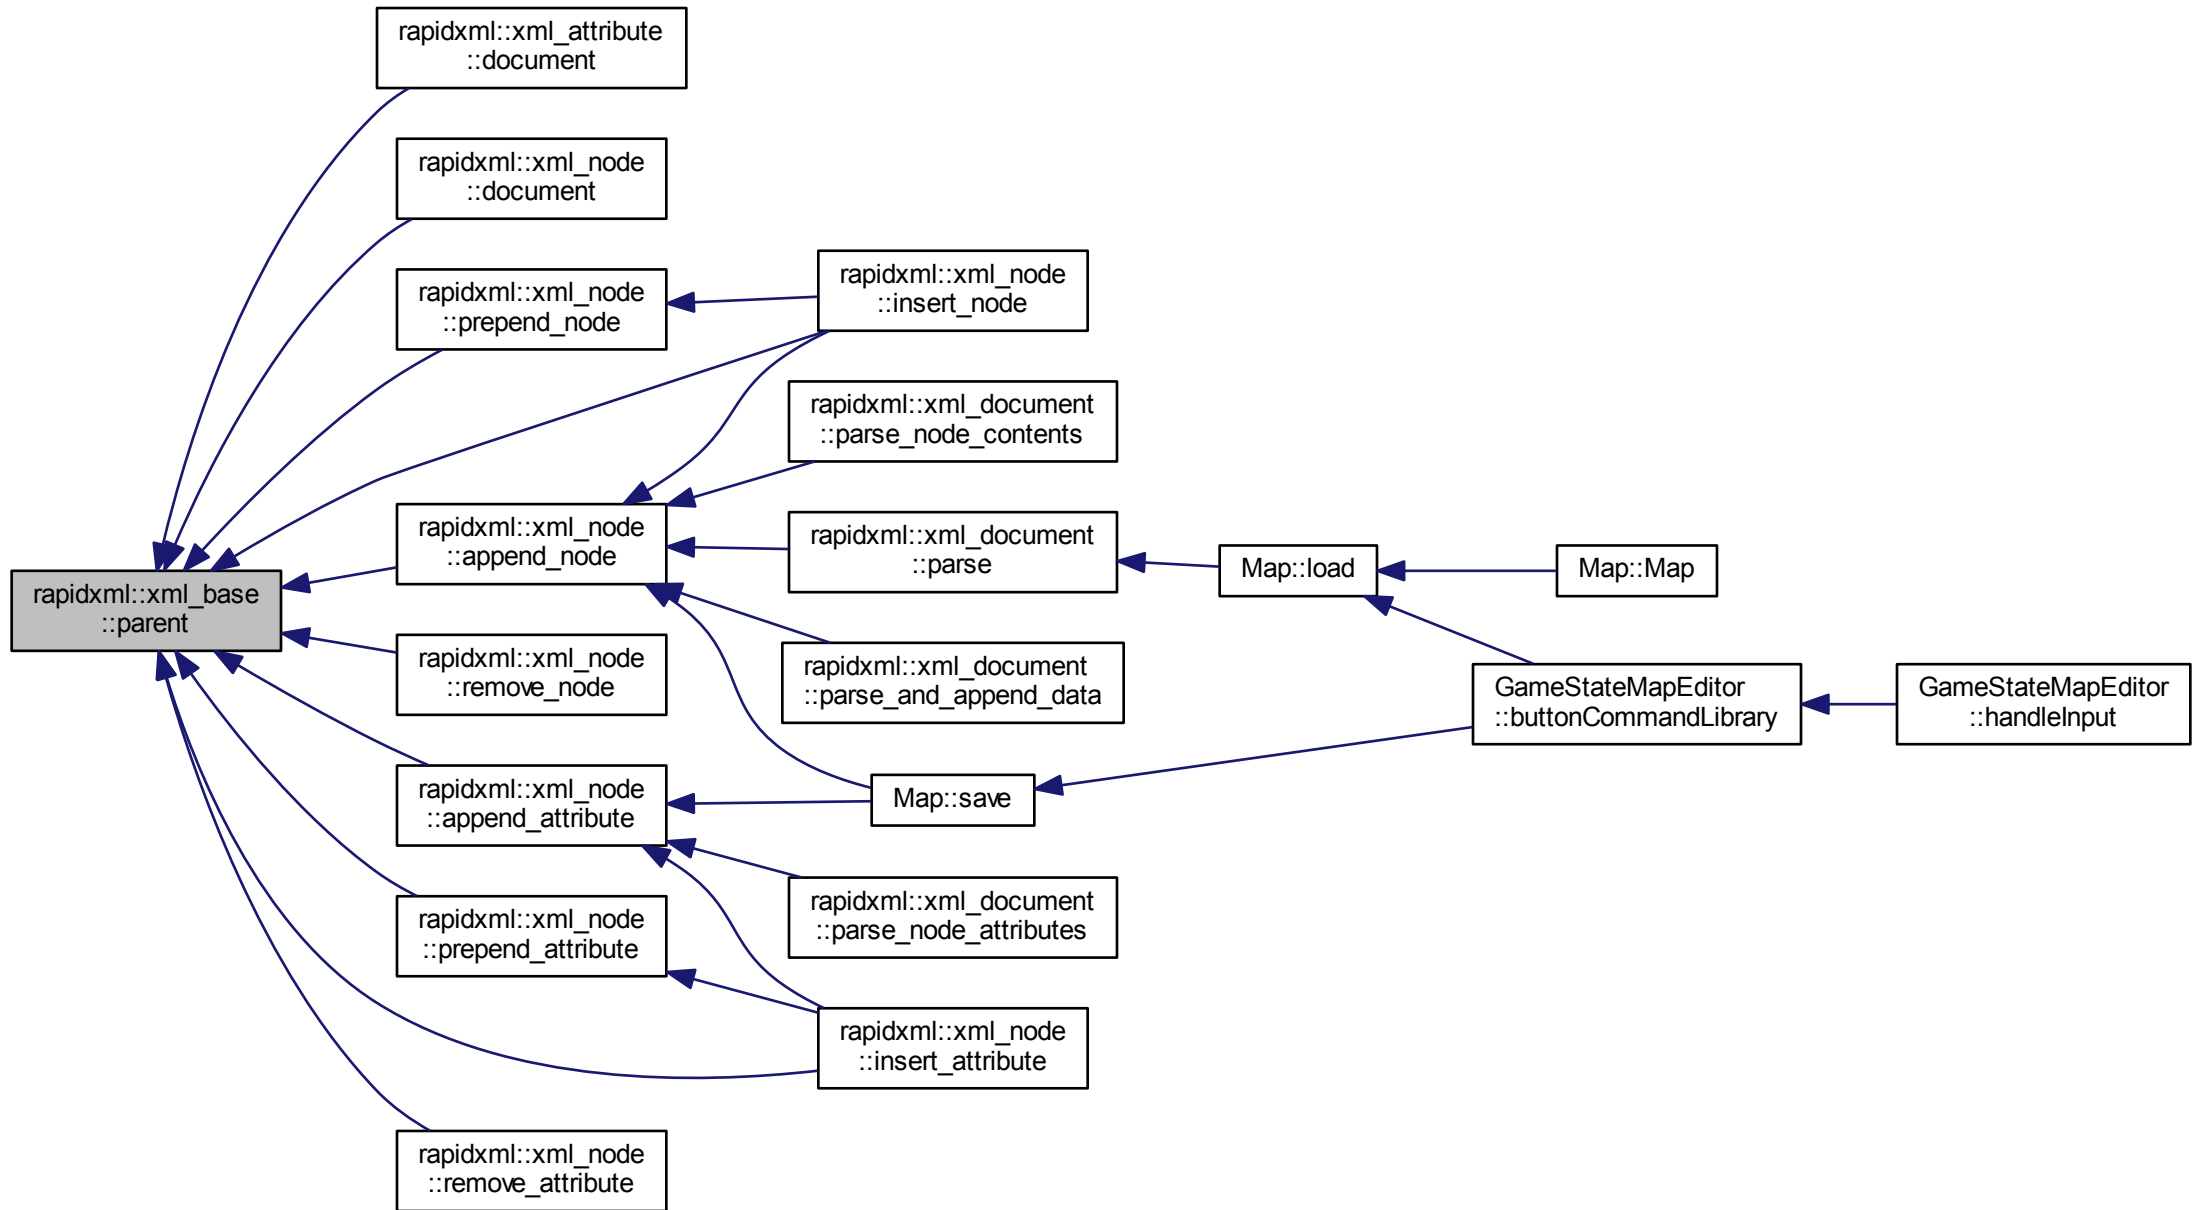 rapidxml::xml_attribute
::document
rapidxml::xml_node
::document
rapidxml::xml_node
::prepend_node
rapidxml::xml_node
::insert_node
rapidxml::xml_document
::parse_node_contents
rapidxml::xml_node
::append_node
rapidxml::xml_document
::parse
Map::load
Map::Map
rapidxml::xml_base
::parent
rapidxml::xml_node
::remove_node
rapidxml::xml_document
::parse_and_append_data
GameStateMapEditor
::buttonCommandLibrary
GameStateMapEditor
::handleInput
rapidxml::xml_node
::append_attribute
Map::save
rapidxml::xml_document
::parse_node_attributes
rapidxml::xml_node
::prepend_attribute
rapidxml::xml_node
::insert_attribute
rapidxml::xml_node
::remove_attribute